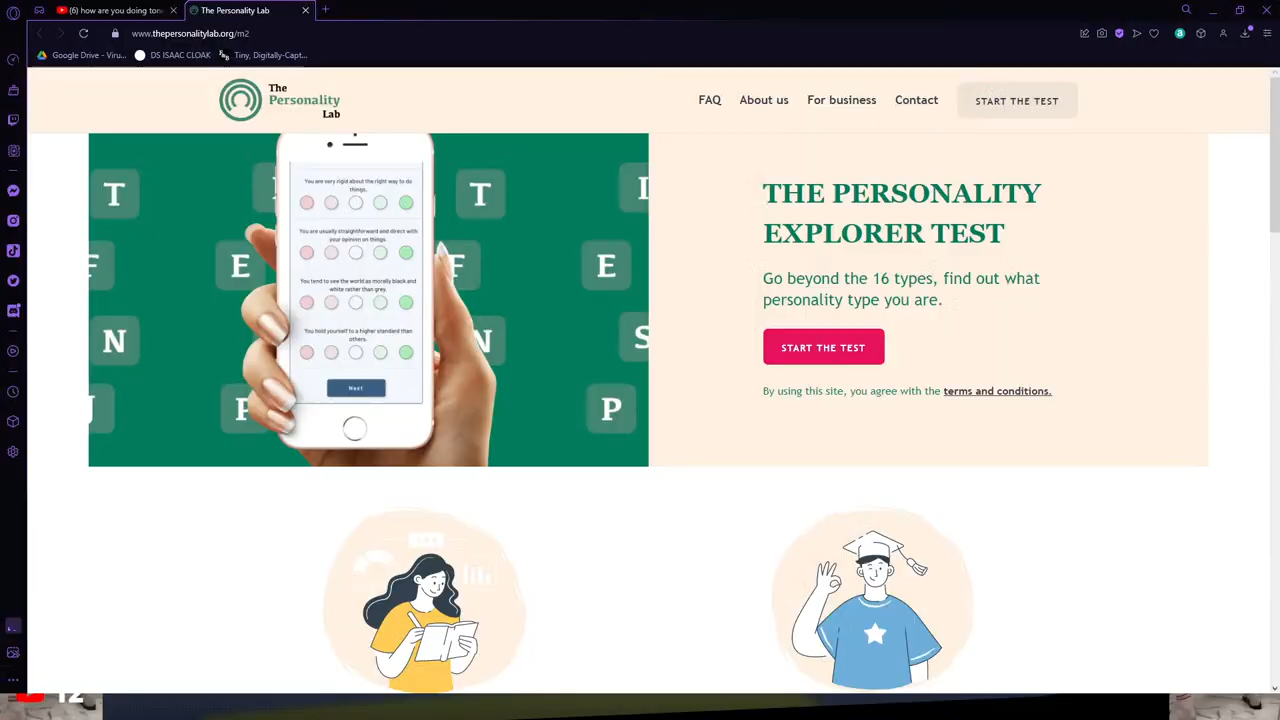 (6) how are you doing ton
The Personality Lab
www.thepersonalitylab.org/m2
Google Drive - Viru...
DS ISAAC CLOAK
Tiny, Digitally-Capt...
The
Personality
Lab
FAQ
About us
For business
Contact
START THE TEST
T
T
F
E
F
E
N
N
S
P
P
You are very rigid about the right way to do
things.
You are usually straightforward and direct with
your opinion on things.
You tend to see the world as morally black and
white rather than grey.
You hold yourself to a higher standard than
others.
Next
THE PERSONALITY
EXPLORER TEST
Go beyond the 16 types, find out what
personality type you are.
START THE TEST
By using this site, you agree with the terms and conditions.
12